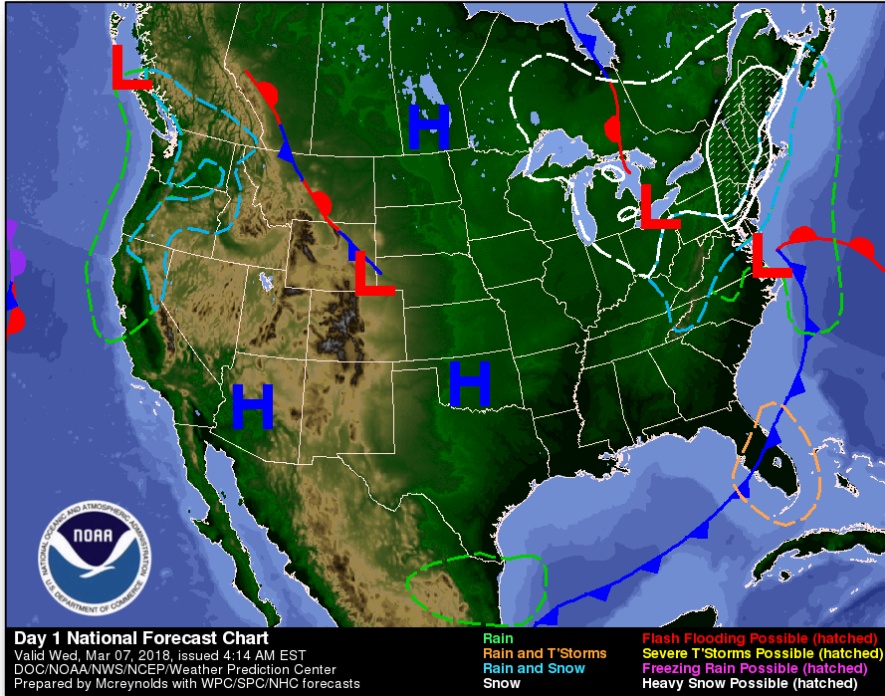 L
H
L
L
L
H
H
NATIONAL OCEANIC AND ATMOSPHERIC ADMINISTRATION
NOAA
U.S. DEPARTMENT OF COMMERCE
Day 1 National Forecast Chart
Valid Wed, Mar 07, 2018, issued 4:14 AM EST
DOC/NOAA/NWS/NCEP/Weather Prediction Center
Prepared by Mcreynolds with WPC/SPC/NHC forecasts
Rain
Rain and T'Storms
Rain and Snow
Snow
Flash Flooding Possible (hatched)
Severe T'Storms Possible (hatched)
Freezing Rain Possible (hatched)
Heavy Snow Possible (hatched)